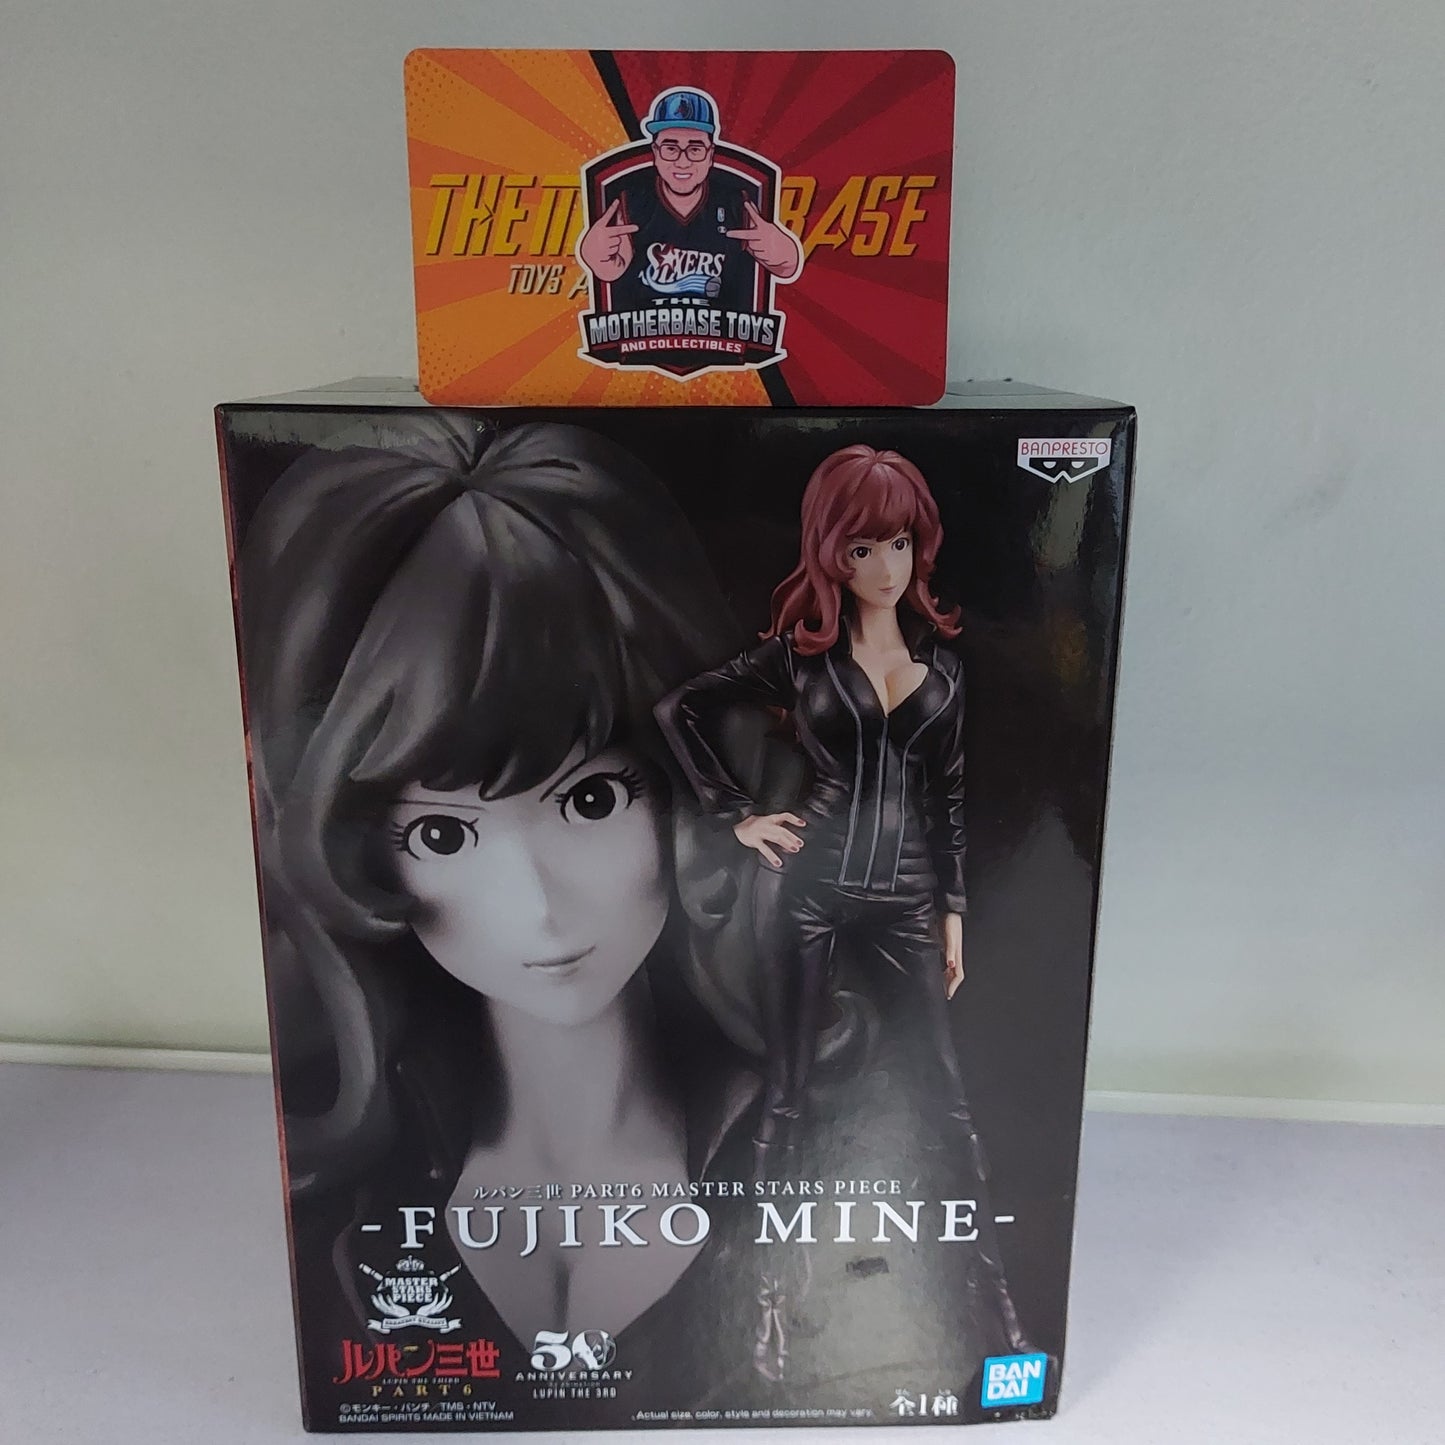 THEM BASE
TOYS A
SIXERS
THE
MOTHERBASE TOYS
AND COLLECTIBLES
BANPRESTO
ルパン三世 PART6 MASTER STARS PIECE
-FUJIKO MINE-
MASTER
STARS
PIECE
ルパン三世
LUPIN THE THIRD
PART 6
50
ANNIVERSARY
LUPIN THE 3RD
©モンキー・パンチ/TMS・NTV
BANDAI SPIRITS MADE IN VIETNAM
Actual size, color, style and decoration may vary.
全1種
BAN
DAI